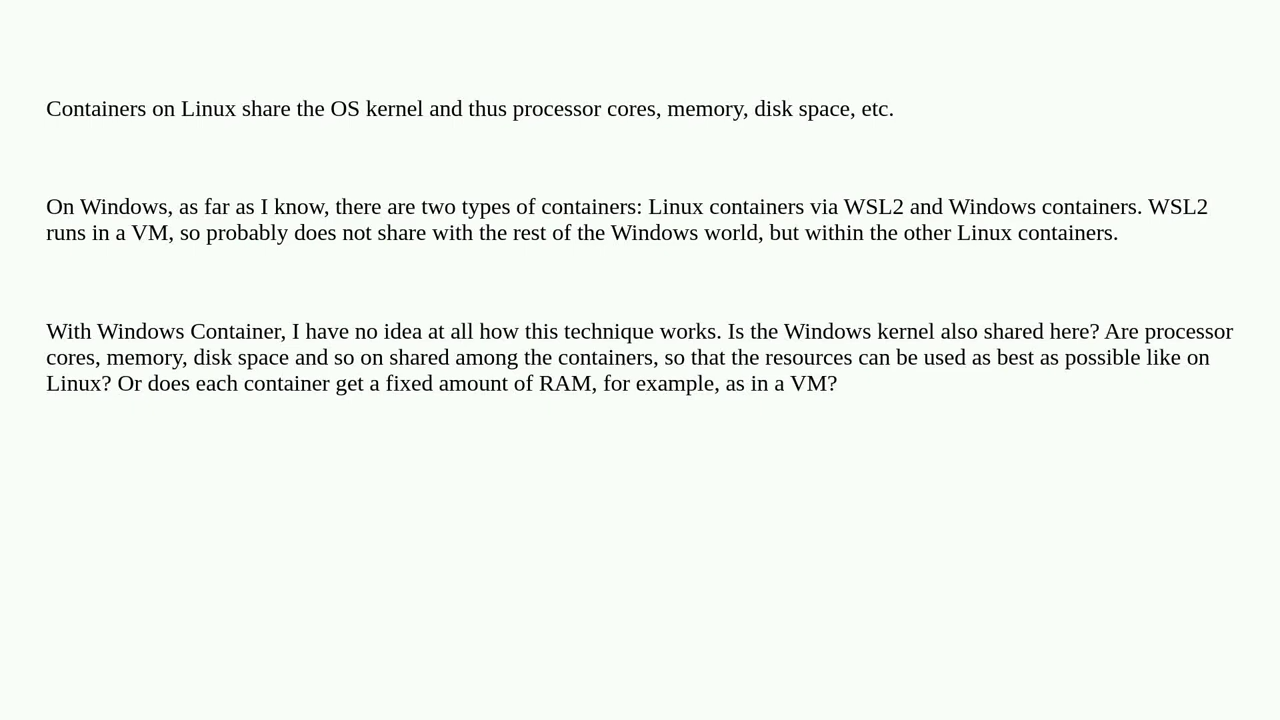 Containers on Linux share the OS kernel and thus processor cores, memory, disk space, etc.
On Windows, as far as I know, there are two types of containers: Linux containers via WSL2 and Windows containers. WSL2
runs in a VM, so probably does not share with the rest of the Windows world, but within the other Linux containers.
With Windows Container, I have no idea at all how this technique works. Is the Windows kernel also shared here? Are processor
cores, memory, disk space and so on shared among the containers, so that the resources can be used as best as possible like on
Linux? Or does each container get a fixed amount of RAM, for example, as in a VM?